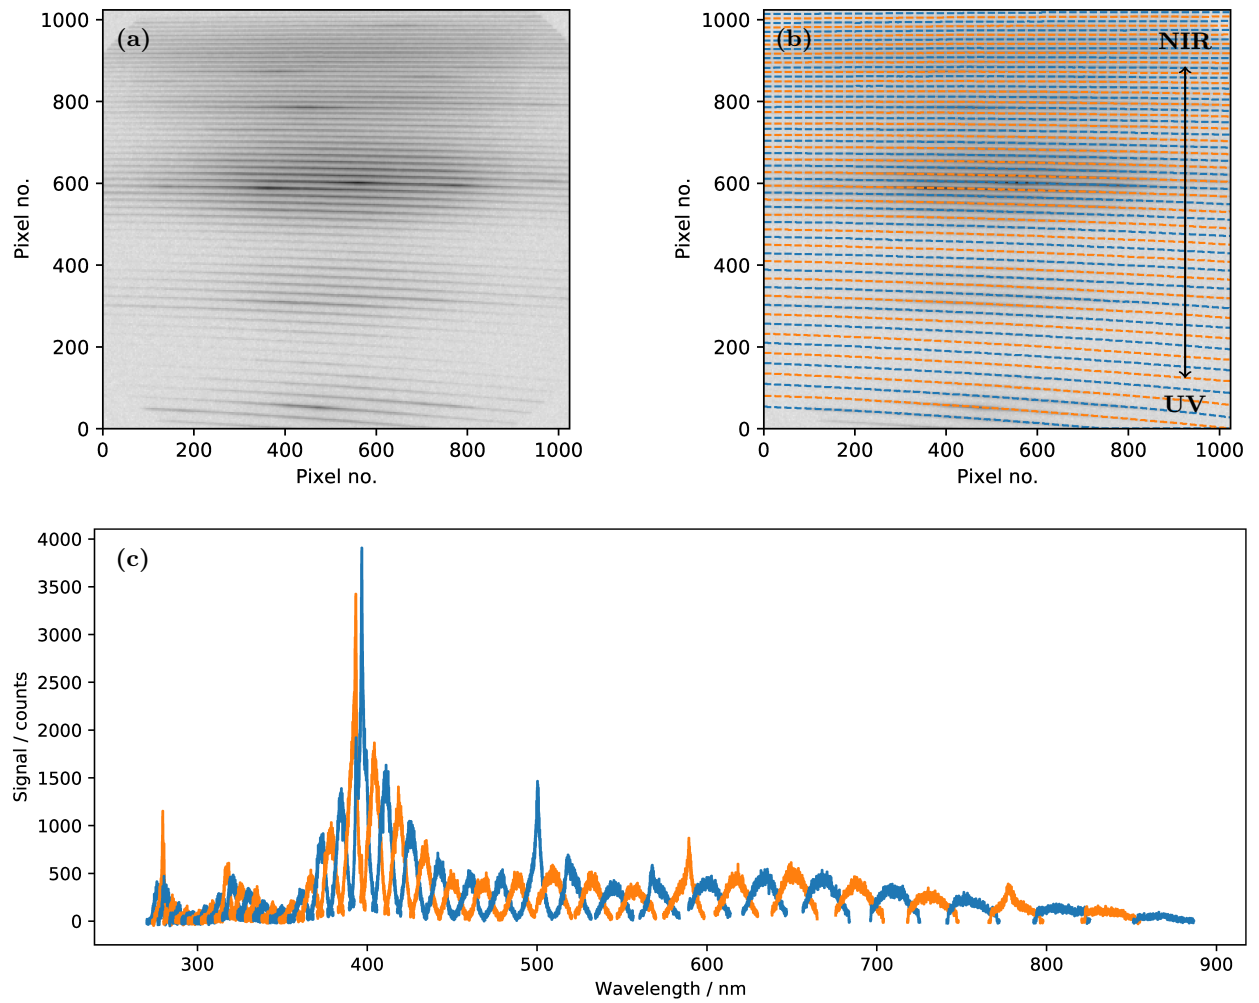 (a)
1000
800
600
400
200
0
Pixel no.
0 200 400 600 800 1000
Pixel no.
(b)
NIR
UV
1000
800
600
400
200
0
Pixel no.
0 200 400 600 800 1000
Pixel no.
(c)
4000
3500
3000
2500
2000
1500
1000
500
0
Signal / counts
300 400 500 600 700 800 900
Wavelength / nm